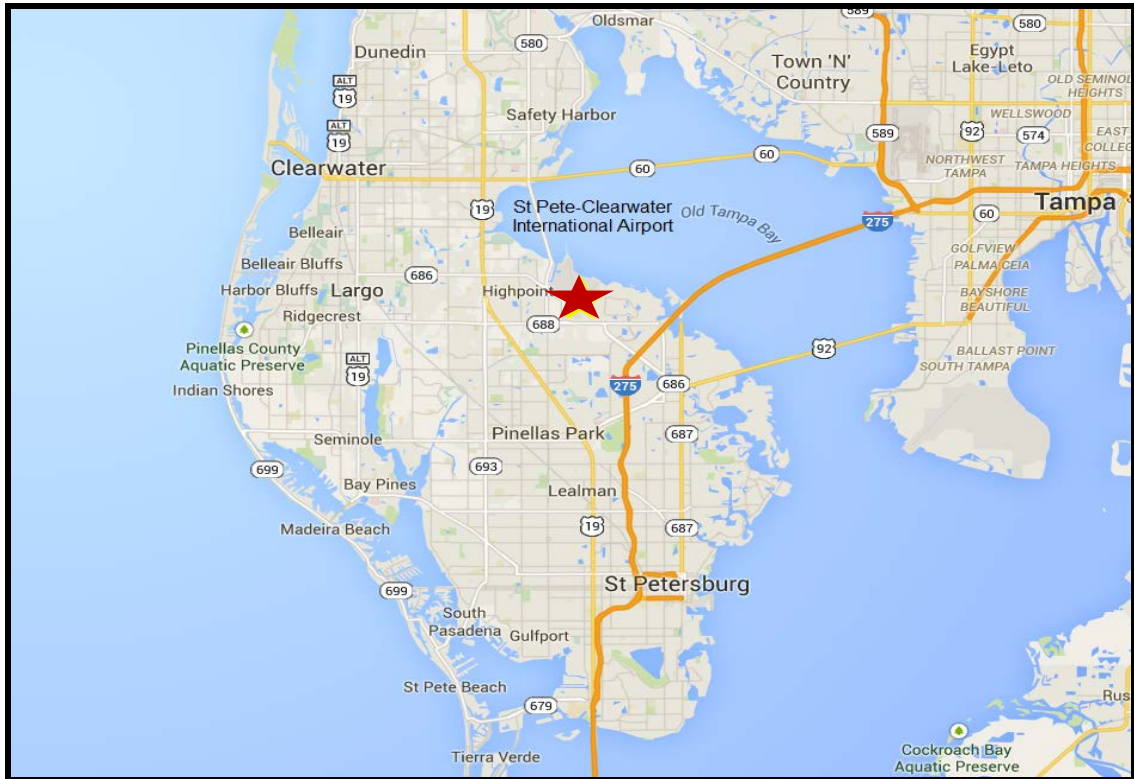 Oldsmar
589
580
580
Dunedin
Egypt
Lake-Leto
Town 'N'
Country
OLD SEMINOL
HEIGHTS
ALT
19
WELLSWOOD
Safety Harbor
ALT
19
589
92
574
EAST
COLLEG
60
60
NORTHWEST
TAMPA
TAMPA HEIGHTS
Clearwater
Tampa
19
St Pete-Clearwater
International Airport
Old Tampa Bay
275
60
Belleair
GOLFVIEW
PALMA CEIA
Belleair Bluffs
686
Harbor Bluffs
Largo
Highpoint
BAYSHORE
BEAUTIFUL
Ridgecrest
688
Pinellas County
Aquatic Preserve
ALT
19
92
BALLAST POINT
SOUTH TAMPA
Indian Shores
275
686
Seminole
Pinellas Park
687
699
693
Bay Pines
Lealman
Madeira Beach
19
687
699
St Petersburg
South
Pasadena
Gulfport
St Pete Beach
679
Rus
Tierra Verde
Cockroach Bay
Aquatic Preserve